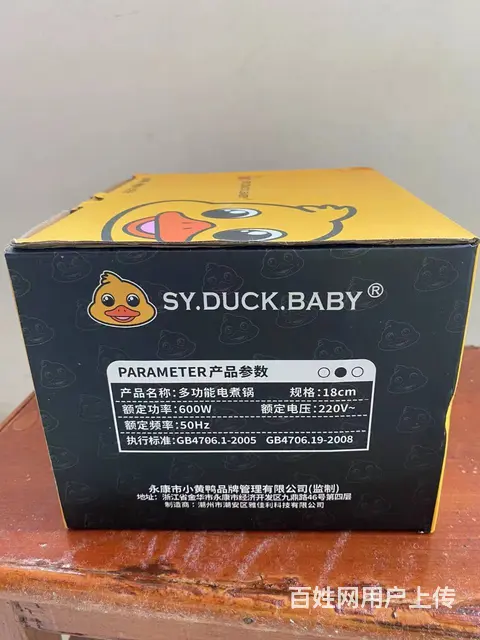 SY.DUCK.BABY®
PARAMETER产品参数
产品名称:多功能电煮锅 规格:18cm
额定功率:600W 额定电压:220V~
额定频率:50Hz
执行标准:GB4706.1-2005 GB4706.19-2008
永康市小黄鸭品牌管理有限公司(监制)
地址: 浙江省金华市永康市经济开发区九鼎路46号第四层
制造商: 潮州市潮安区雅佳利科技有限公司
百姓网用户上传